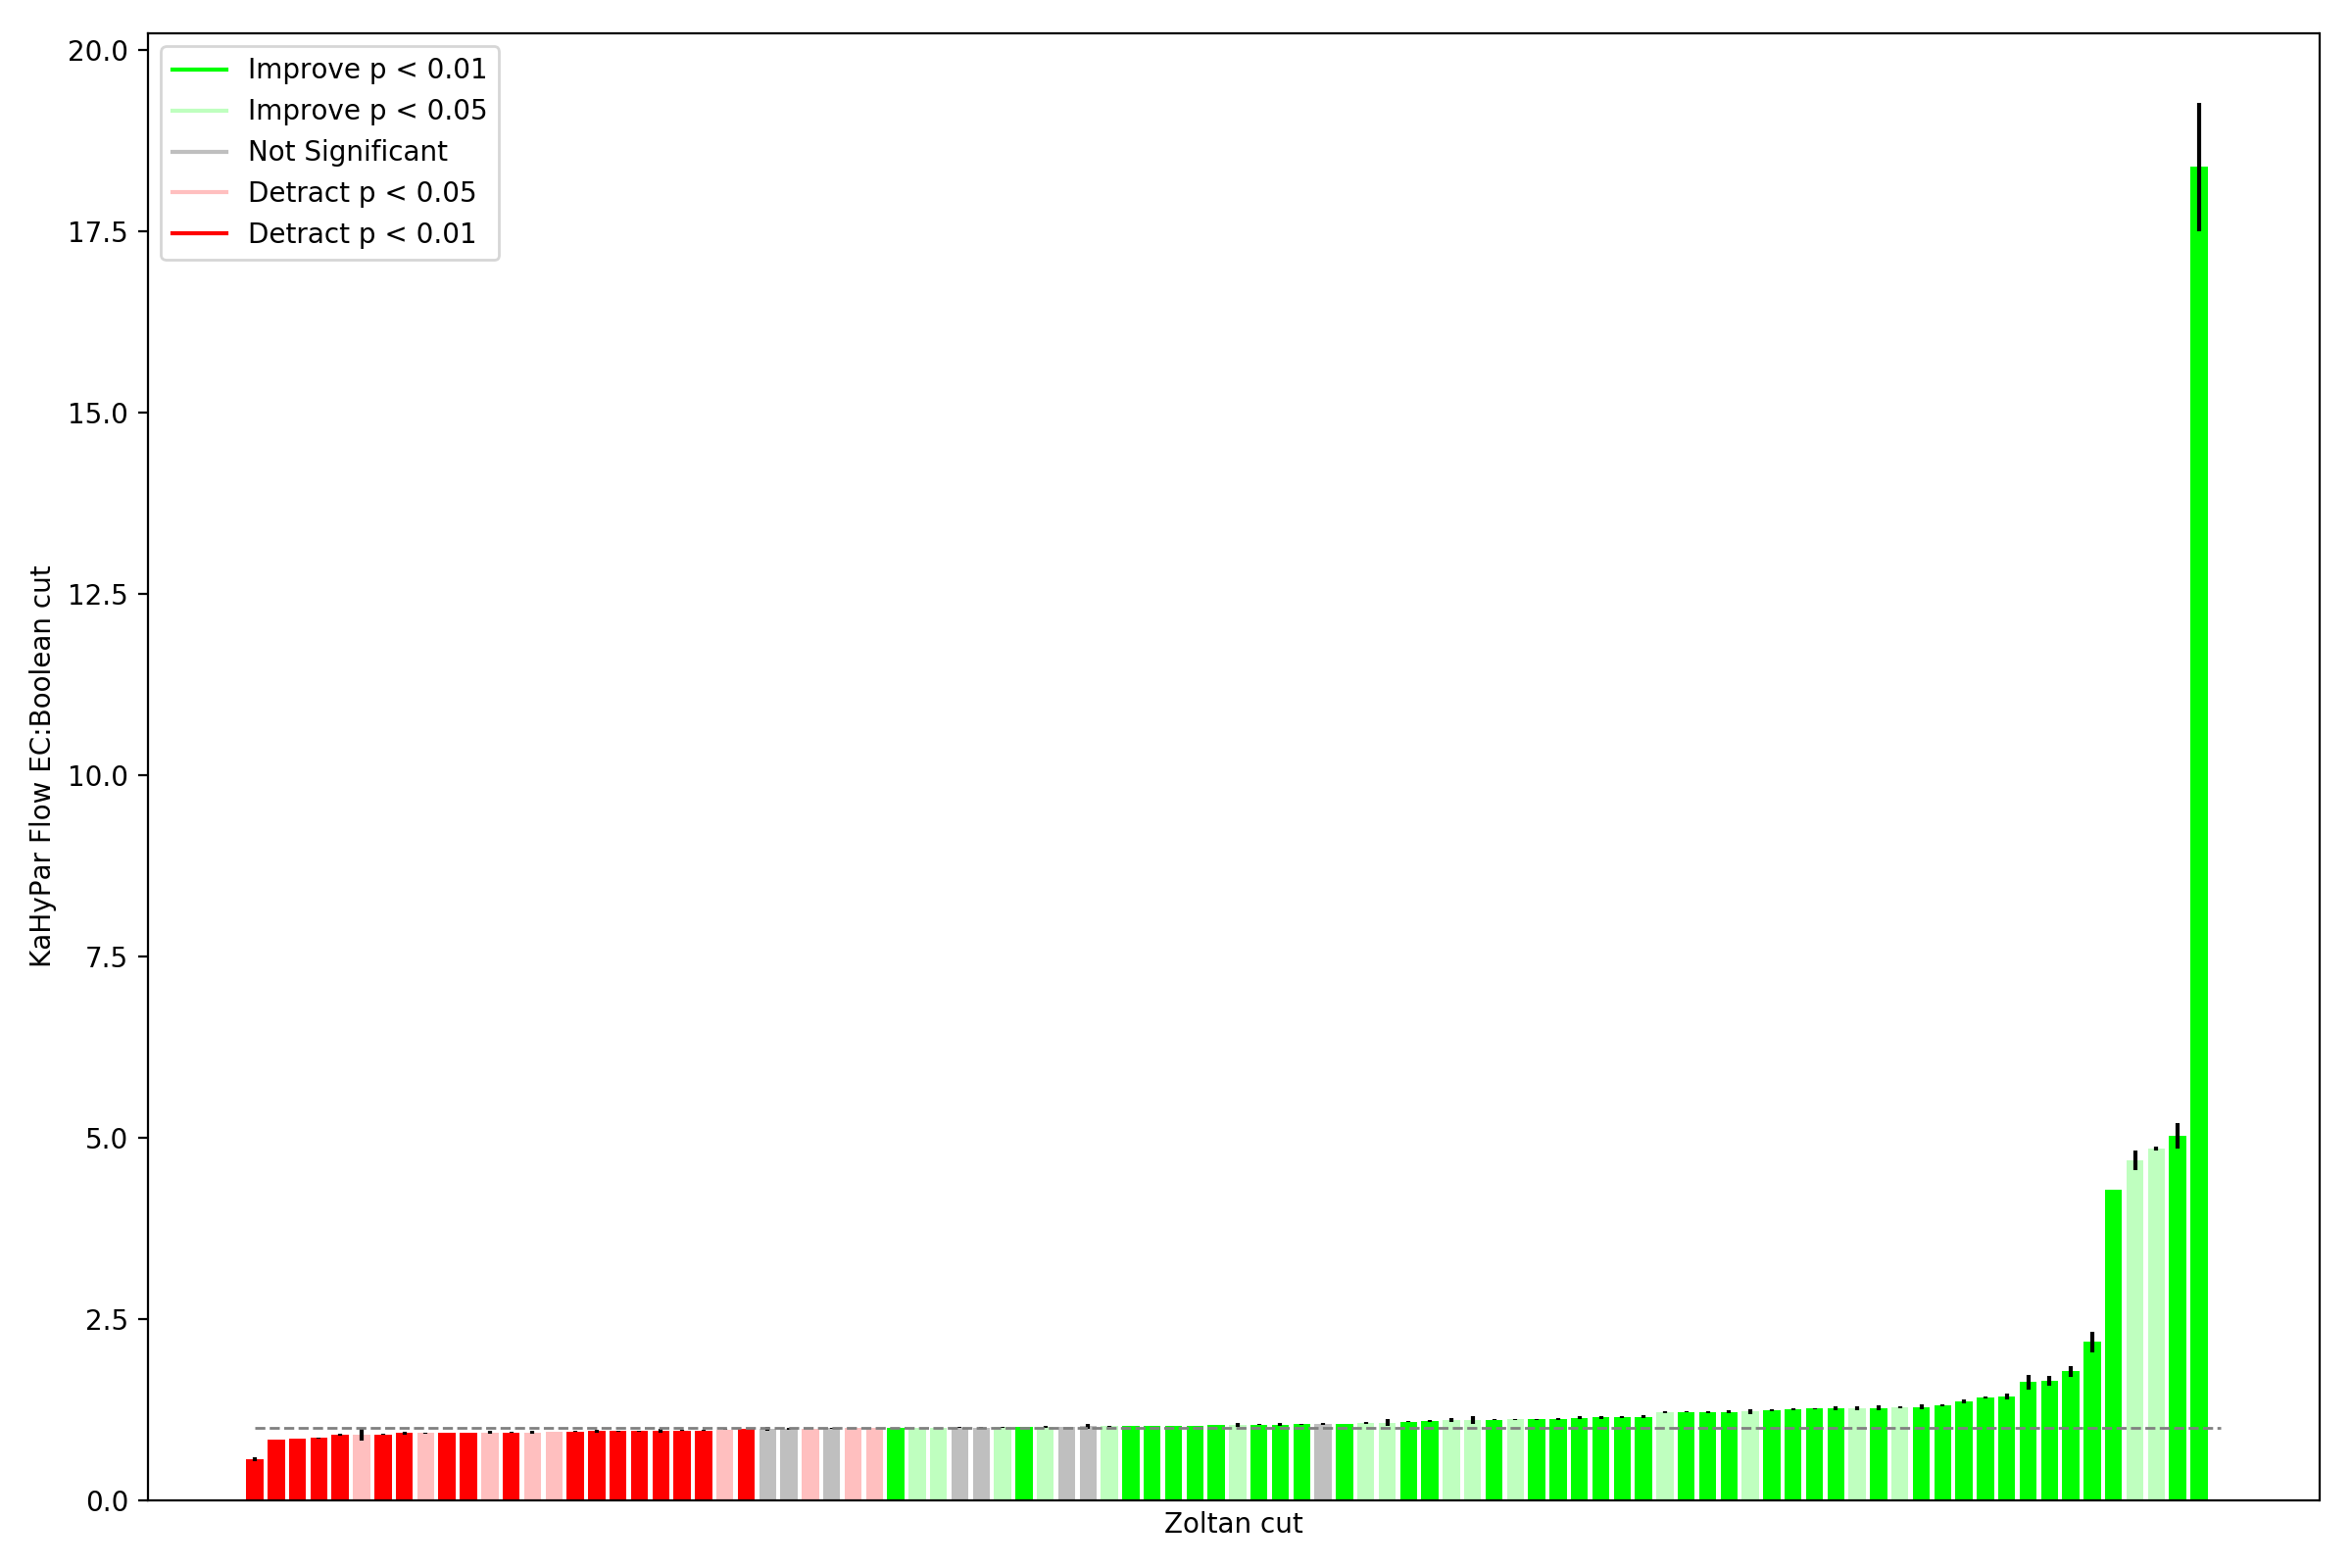 20.0
17.5
15.0
12.5
10.0
7.5
5.0
2.5
0.0
KaHyPar Flow EC:Boolean cut
Improve p < 0.01
Improve p < 0.05
Not Significant
Detract p < 0.05
Detract p < 0.01
Zoltan cut